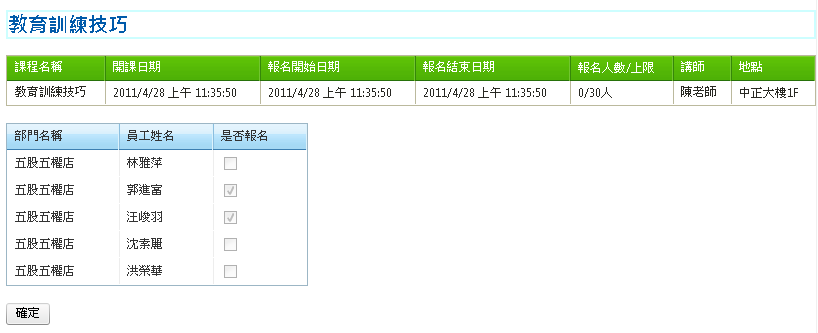 教育訓練技巧
課程名稱 開課日期 報名開始日期 報名結束日期 報名人數/上限 講師 地點
教育訓練技巧 2011/4/28 上午 11:35:50 2011/4/28 上午 11:35:50 2011/4/28 上午 11:35:50 0/30人 陳老師 中正大樓1F
部門名稱 員工姓名 是否報名
五股五權店 林雅萍
五股五權店 郭進富
五股五權店 汪峻羽
五股五權店 沈素麗
五股五權店 洪榮華
確定